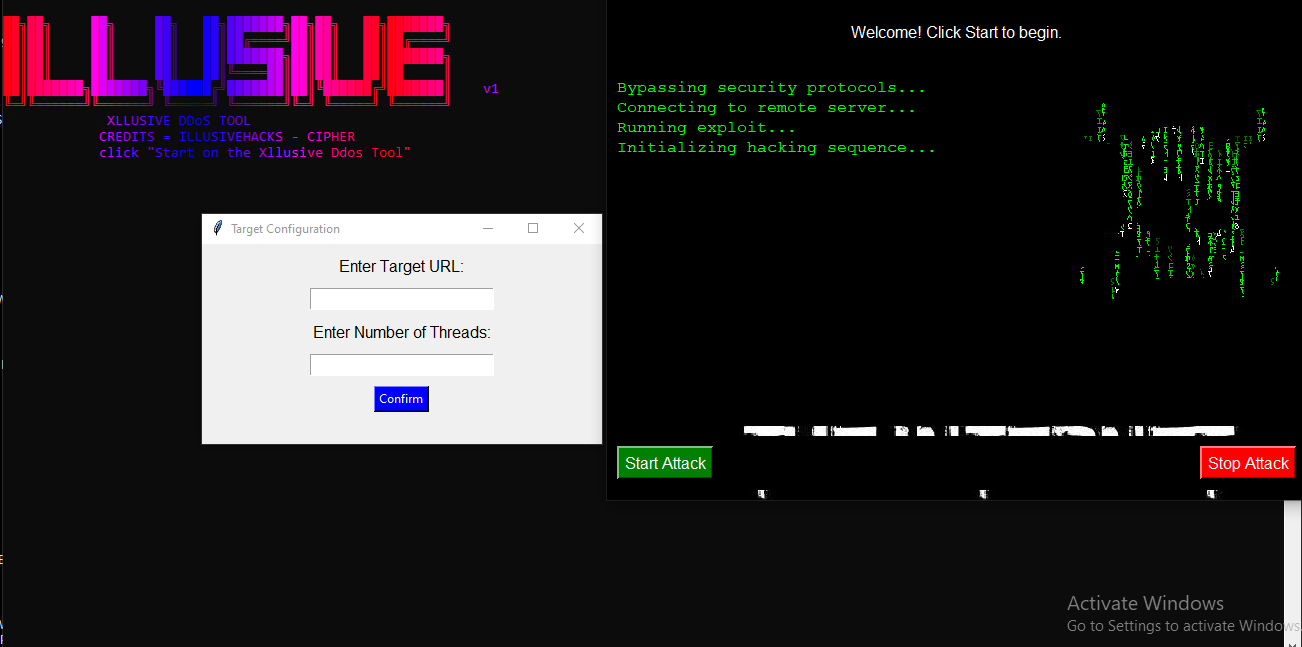 ILLUSIVE
v1
XLLUSIVE DDoS TOOL
CREDITS = ILLUSIVEHACKS - CIPHER
click "Start on the Xllusive Ddos Tool"
Target Configuration
Enter Target URL:
Enter Number of Threads:
Confirm
Welcome! Click Start to begin.
Bypassing security protocols...
Connecting to remote server...
Running exploit...
Initializing hacking sequence...
Start Attack
Stop Attack
Activate Windows
Go to Settings to activate Windows